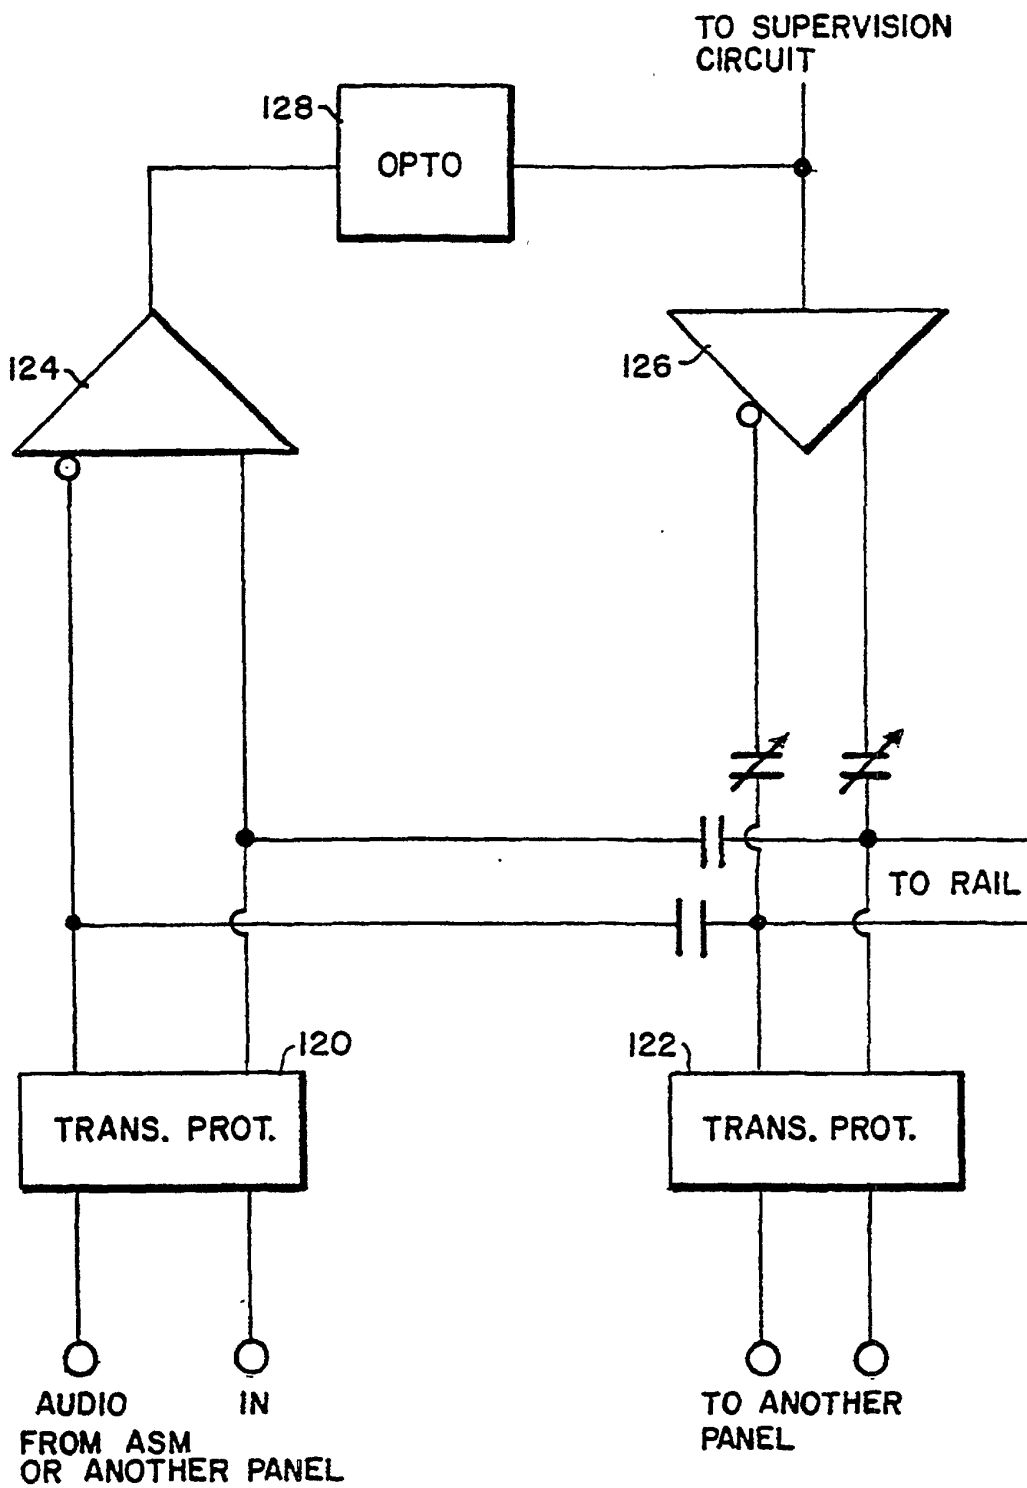 TO SUPERVISION
CIRCUIT
128
OPTO
124
126
TO RAIL
120
122
TRANS. PROT.
TRANS. PROT.
AUDIO IN
FROM ASM
OR ANOTHER PANEL
TO ANOTHER
PANEL